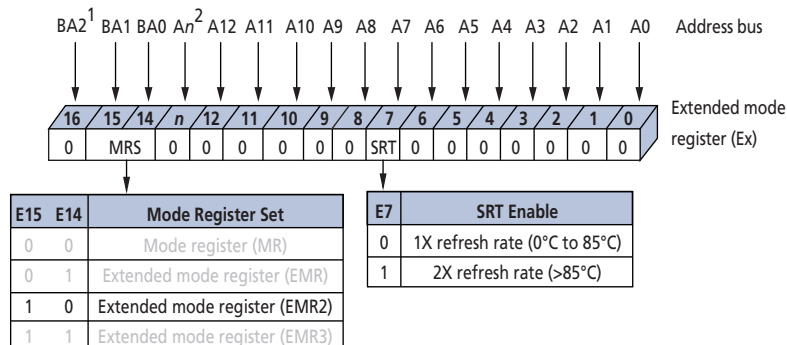 BA2¹ BA1 BA0 An² A12 A11 A10 A9 A8 A7 A6 A5 A4 A3 A2 A1 A0 Address bus
16 15 14 n 12 11 10 9 8 7 6 5 4 3 2 1 0
Extended mode
register (Ex)
0 MRS 0 0 0 0 0 0 SRT 0 0 0 0 0 0 0
E15 E14 Mode Register Set
0 0 Mode register (MR)
0 1 Extended mode register (EMR)
1 0 Extended mode register (EMR2)
1 1 Extended mode register (EMR3)
E7 SRT Enable
0 1X refresh rate (0°C to 85°C)
1 2X refresh rate (>85°C)